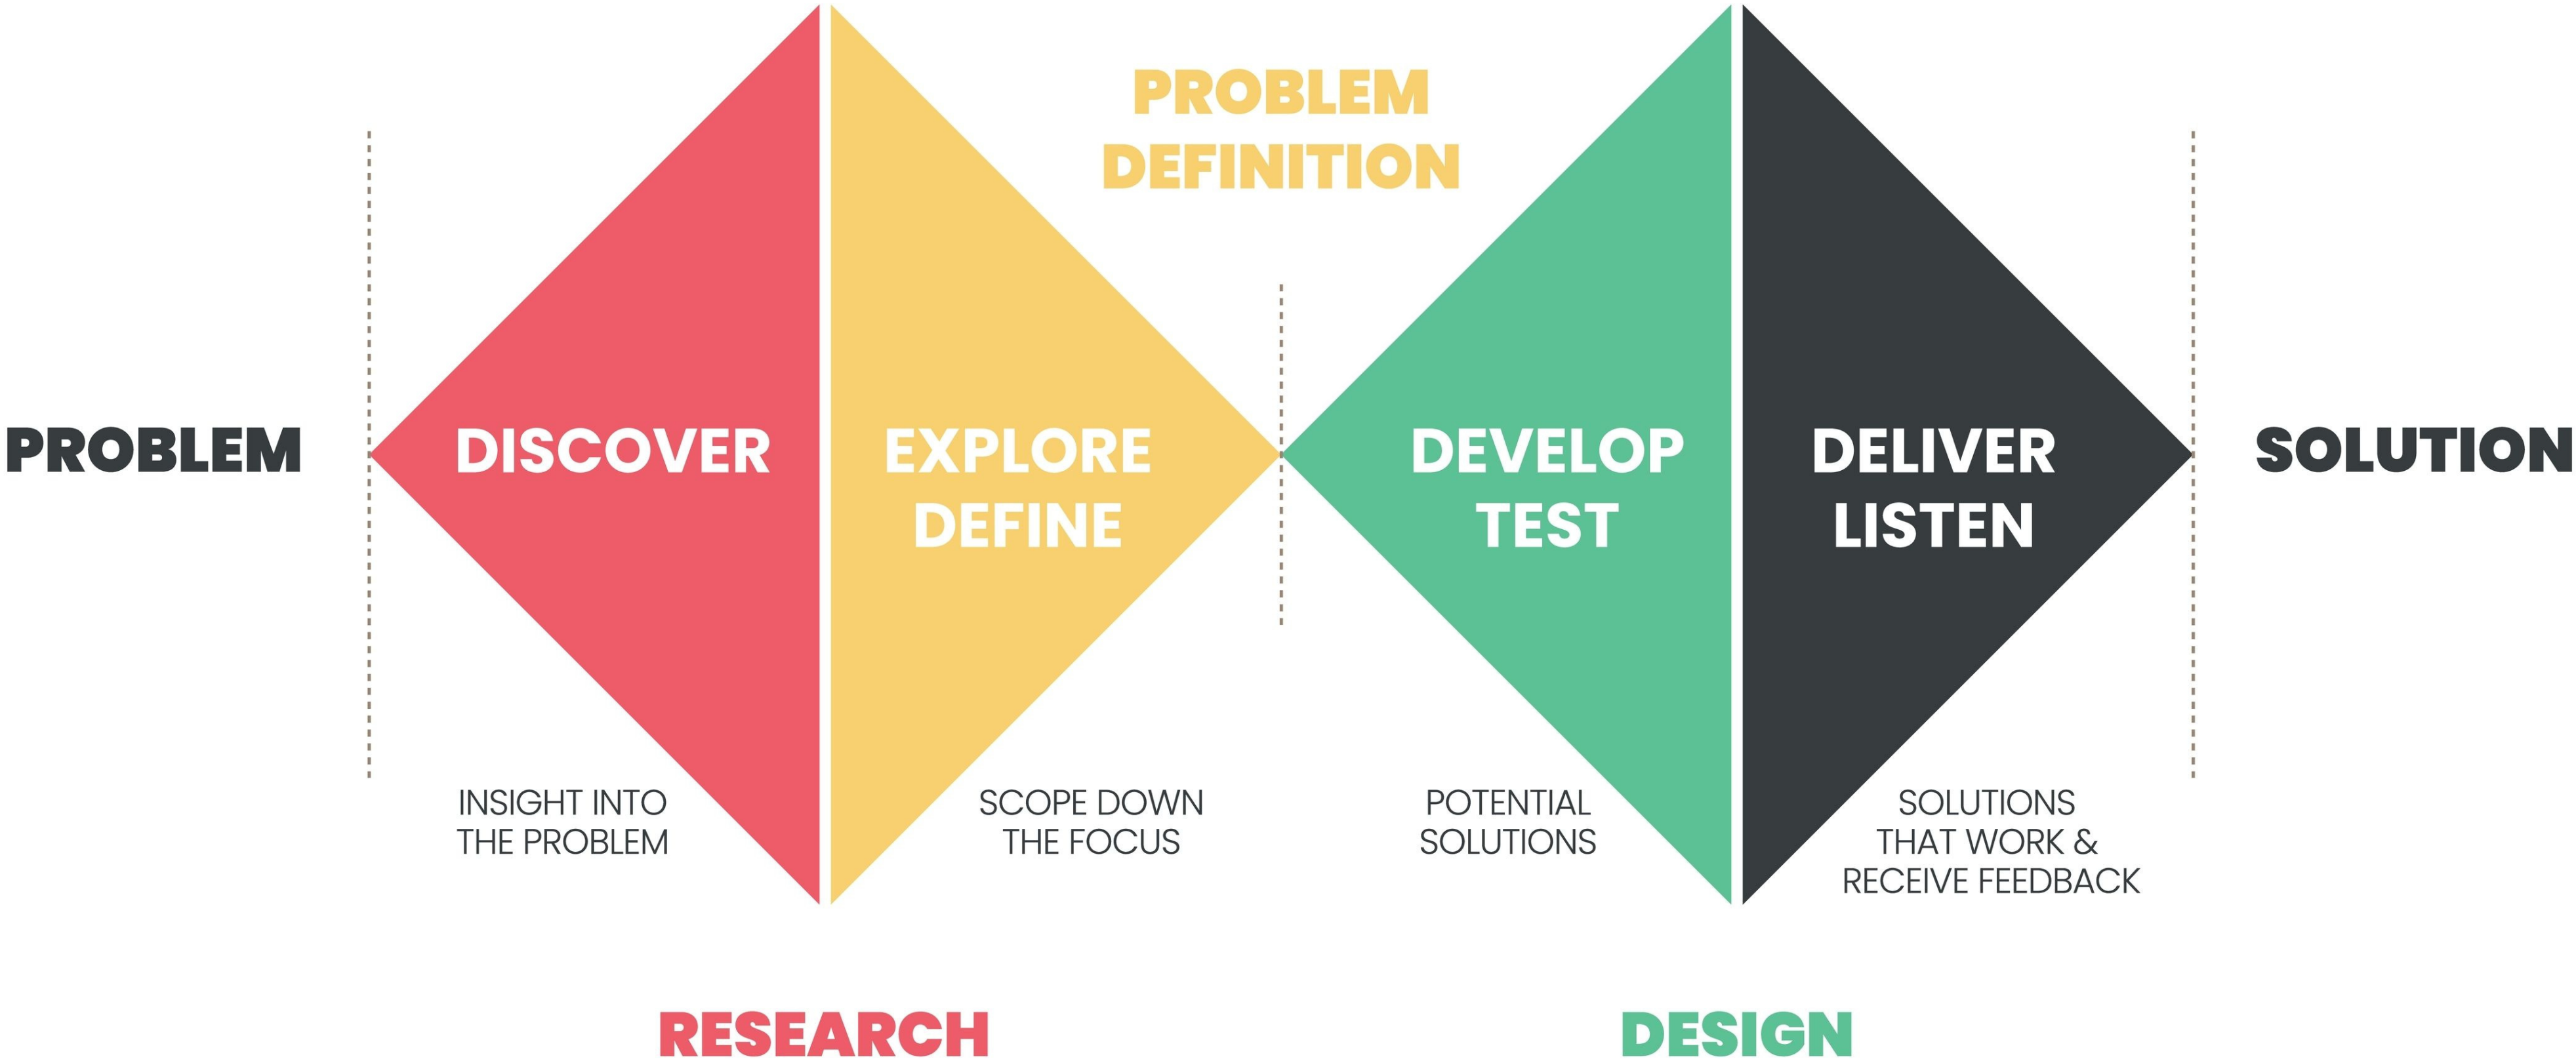 PROBLEM
DEFINITION
PROBLEM
DISCOVER
EXPLORE
DEFINE
DEVELOP
TEST
DELIVER
LISTEN
SOLUTION
INSIGHT INTO
THE PROBLEM
SCOPE DOWN
THE FOCUS
POTENTIAL
SOLUTIONS
SOLUTIONS
THAT WORK &
RECEIVE FEEDBACK
RESEARCH
DESIGN